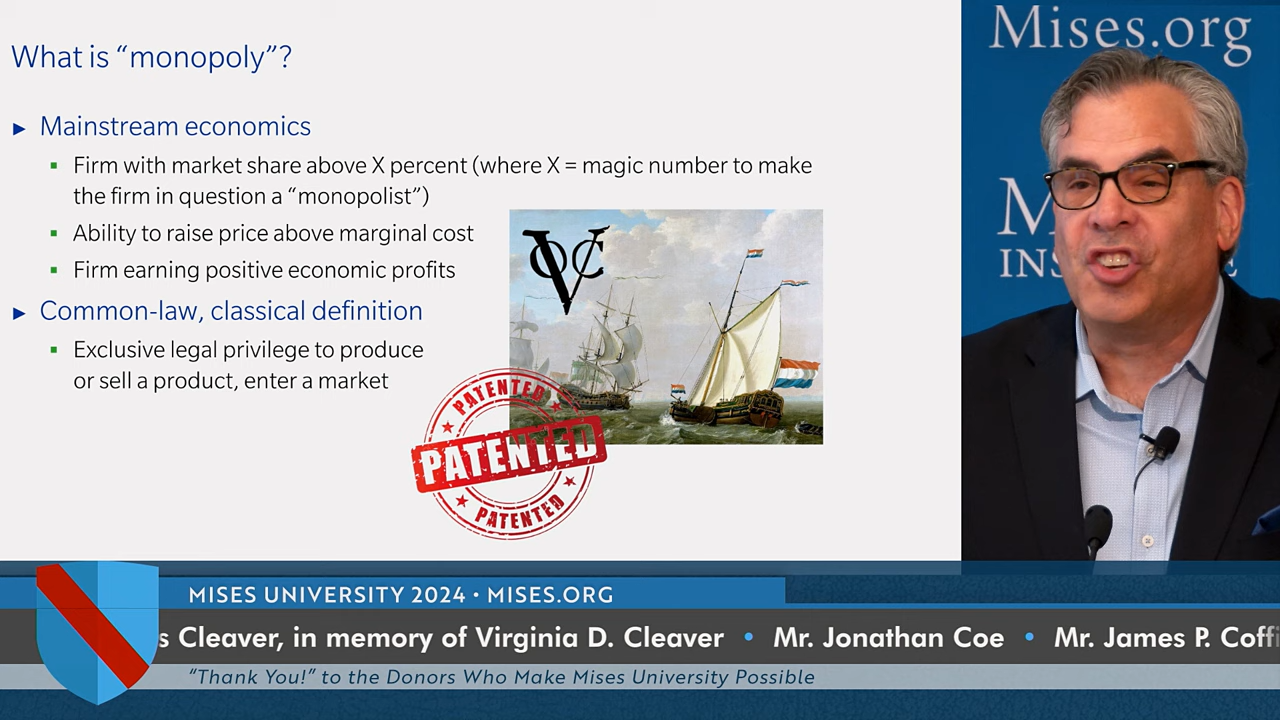 What is “monopoly”?
► Mainstream economics
▪ Firm with market share above X percent (where X = magic number to make
the firm in question a “monopolist”)
▪ Ability to raise price above marginal cost
▪ Firm earning positive economic profits
► Common-law, classical definition
▪ Exclusive legal privilege to produce
or sell a product, enter a market
VOC
PATENTED
PATENTED
PATENTED
Mises.org
M
INS
E
MISES UNIVERSITY 2024 • MISES.ORG
s Cleaver, in memory of Virginia D. Cleaver • Mr. Jonathan Coe • Mr. James P. Coffi
“Thank You!” to the Donors Who Make Mises University Possible